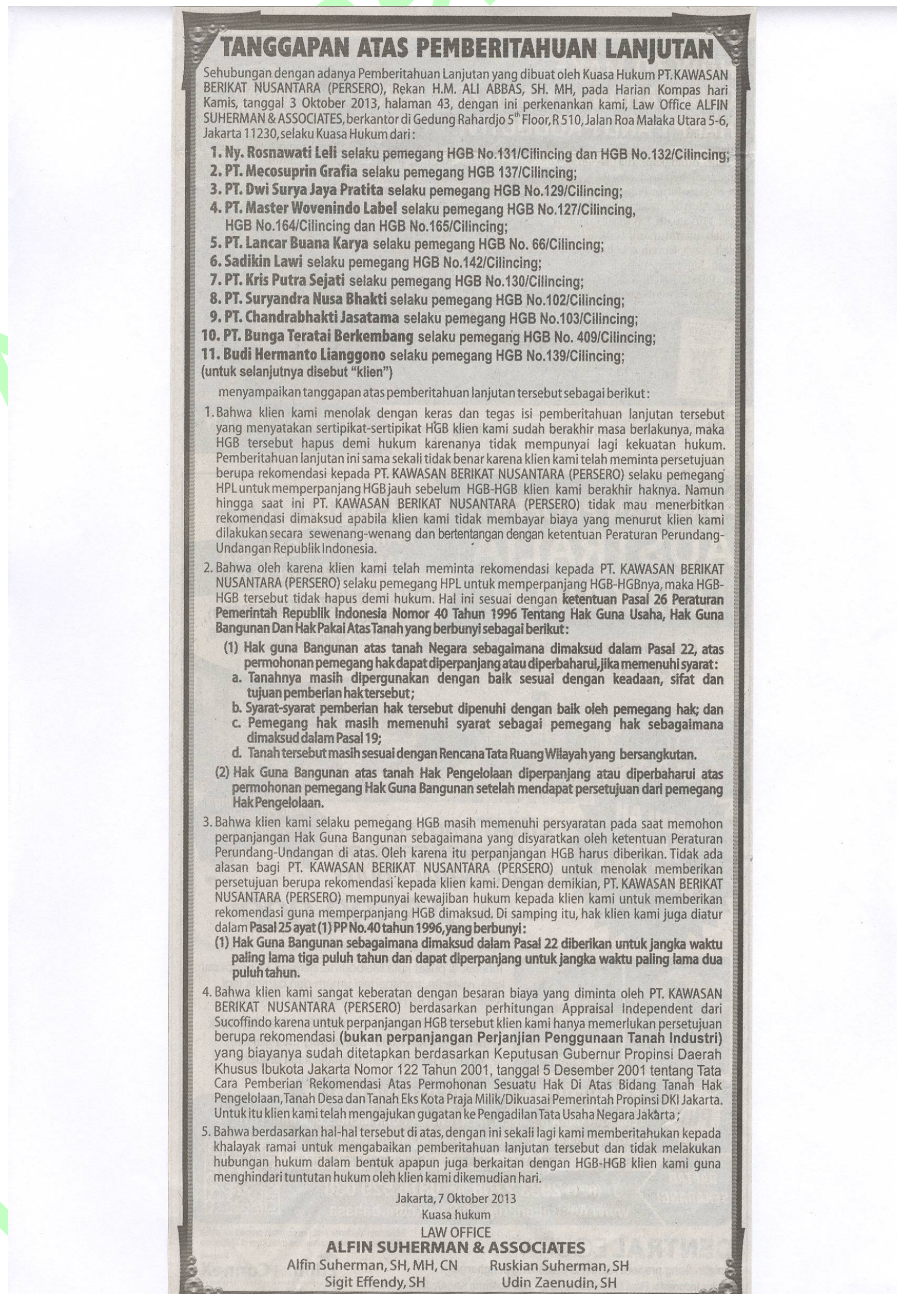 TANGGAPAN ATAS PEMBERITAHUAN LANJUTAN
Sehubungan dengan adanya Pemberitahuan Lanjutan yang dibuat oleh Kuasa Hukum PT. KAWASAN
BERIKAT NUSANTARA (PERSERO), Rekan H.M. ALI ABBAS, SH. MH, pada Harian Kompas hari
Kamis, tanggal 3 Oktober 2013, halaman 43, dengan ini perkenankan kami, Law Office ALFIN
SUHERMAN & ASSOCIATES, berkantor di Gedung Rahardjo 5th Floor, R 510, Jalan Roa Malaka Utara 5-6,
Jakarta 11230, selaku Kuasa Hukum dari :
1. Ny. Rosnawati Leli selaku pemegang HGB No.131/Cilincing dan HGB No.132/Cilincing;
2. PT. Mecosuprin Grafia selaku pemegang HGB 137/Cilincing;
3. PT. Dwi Surya Jaya Pratita selaku pemegang HGB No.129/Cilincing;
4. PT. Master Wovenindo Label selaku pemegang HGB No.127/Cilincing,
HGB No.164/Cilincing dan HGB No.165/Cilincing;
5. PT. Lancar Buana Karya selaku pemegang HGB No. 66/Cilincing;
6. Sadikin Lawi selaku pemegang HGB No.142/Cilincing;
7. PT. Kris Putra Sejati selaku pemegang HGB No.130/Cilincing;
8. PT. Suryandra Nusa Bhakti selaku pemegang HGB No.102/Cilincing;
9. PT. Chandrabhakti Jasatama selaku pemegang HGB No.103/Cilincing;
10. PT. Bunga Teratai Berkembang selaku pemegang HGB No. 409/Cilincing;
11. Budi Hermanto Lianggono selaku pemegang HGB No.139/Cilincing;
(untuk selanjutnya disebut “klien”)
menyampaikan tanggapan atas pemberitahuan lanjutan tersebut sebagai berikut :
1. Bahwa klien kami menolak dengan keras dan tegas isi pemberitahuan lanjutan tersebut
yang menyatakan sertipikat-sertipikat HGB klien kami sudah berakhir masa berlakunya, maka
HGB tersebut hapus demi hukum karenanya tidak mempunyai lagi kekuatan hukum.
Pemberitahuan lanjutan ini sama sekali tidak benar karena klien kami telah meminta persetujuan
berupa rekomendasi kepada PT. KAWASAN BERIKAT NUSANTARA (PERSERO) selaku pemegang
HPL untuk memperpanjang HGB jauh sebelum HGB-HGB klien kami berakhir haknya. Namun
hingga saat ini PT. KAWASAN BERIKAT NUSANTARA (PERSERO) tidak mau menerbitkan
rekomendasi dimaksud apabila klien kami tidak membayar biaya yang menurut klien kami
dilakukan secara sewenang-wenang dan bertentangan dengan ketentuan Peraturan Perundang-
Undangan Republik Indonesia.
2. Bahwa oleh karena klien kami telah meminta rekomendasi kepada PT. KAWASAN BERIKAT
NUSANTARA (PERSERO) selaku pemegang HPL untuk memperpanjang HGB-HGBnya, maka HGB-
HGB tersebut tidak hapus demi hukum. Hal ini sesuai dengan ketentuan Pasal 26 Peraturan
Pemerintah Republik Indonesia Nomor 40 Tahun 1996 Tentang Hak Guna Usaha, Hak Guna
Bangunan Dan Hak Pakai Atas Tanah yang berbunyi sebagai berikut :
(1) Hak guna Bangunan atas tanah Negara sebagaimana dimaksud dalam Pasal 22, atas
permohonan pemegang hak dapat diperpanjang atau diperbaharui, jika memenuhi syarat :
a. Tanahnya masih dipergunakan dengan baik sesuai dengan keadaan, sifat dan
tujuan pemberian hak tersebut;
b. Syarat-syarat pemberian hak tersebut dipenuhi dengan baik oleh pemegang hak; dan
c. Pemegang hak masih memenuhi syarat sebagai pemegang hak sebagaimana
dimaksud dalam Pasal 19;
d. Tanah tersebut masih sesuai dengan Rencana Tata Ruang Wilayah yang bersangkutan.
(2) Hak Guna Bangunan atas tanah Hak Pengelolaan diperpanjang atau diperbaharui atas
permohonan pemegang Hak Guna Bangunan setelah mendapat persetujuan dari pemegang
Hak Pengelolaan.
3. Bahwa klien kami selaku pemegang HGB masih memenuhi persyaratan pada saat memohon
perpanjangan Hak Guna Bangunan sebagaimana yang disyaratkan oleh ketentuan Peraturan
Perundang-Undangan di atas. Oleh karena itu perpanjangan HGB harus diberikan. Tidak ada
alasan bagi PT. KAWASAN BERIKAT NUSANTARA (PERSERO) untuk menolak memberikan
persetujuan berupa rekomendasi kepada klien kami. Dengan demikian, PT. KAWASAN BERIKAT
NUSANTARA (PERSERO) mempunyai kewajiban hukum kepada klien kami untuk memberikan
rekomendasi guna memperpanjang HGB dimaksud. Di samping itu, hak klien kami juga diatur
dalam Pasal 25 ayat (1) PP No.40 tahun 1996, yang berbunyi :
(1) Hak Guna Bangunan sebagaimana dimaksud dalam Pasal 22 diberikan untuk jangka waktu
paling lama tiga puluh tahun dan dapat diperpanjang untuk jangka waktu paling lama dua
puluh tahun.
4. Bahwa klien kami sangat keberatan dengan besaran biaya yang diminta oleh PT. KAWASAN
BERIKAT NUSANTARA (PERSERO) berdasarkan perhitungan Appraisal Independent dari
Sucoffindo karena untuk perpanjangan HGB tersebut klien kami hanya memerlukan persetujuan
berupa rekomendasi (bukan perpanjangan Perjanjian Penggunaan Tanah Industri)
yang biayanya sudah ditetapkan berdasarkan Keputusan Gubernur Propinsi Daerah
Khusus Ibukota Jakarta Nomor 122 Tahun 2001, tanggal 5 Desember 2001 tentang Tata
Cara Pemberian Rekomendasi Atas Permohonan Sesuatu Hak Di Atas Bidang Tanah Hak
Pengelolaan, Tanah Desa dan Tanah Eks Kota Praja Milik/Dikuasai Pemerintah Propinsi DKI Jakarta.
Untuk itu klien kami telah mengajukan gugatan ke Pengadilan Tata Usaha Negara Jakarta ;
5. Bahwa berdasarkan hal-hal tersebut di atas, dengan ini sekali lagi kami memberitahukan kepada
khalayak ramai untuk mengabaikan pemberitahuan lanjutan tersebut dan tidak melakukan
hubungan hukum dalam bentuk apapun juga berkaitan dengan HGB-HGB klien kami guna
menghindari tuntutan hukum oleh klien kami dikemudian hari.
Jakarta, 7 Oktober 2013
Kuasa hukum
LAW OFFICE
ALFIN SUHERMAN & ASSOCIATES
Alfin Suherman, SH, MH, CN Ruskian Suherman, SH
Sigit Effendy, SH Udin Zaenudin, SH